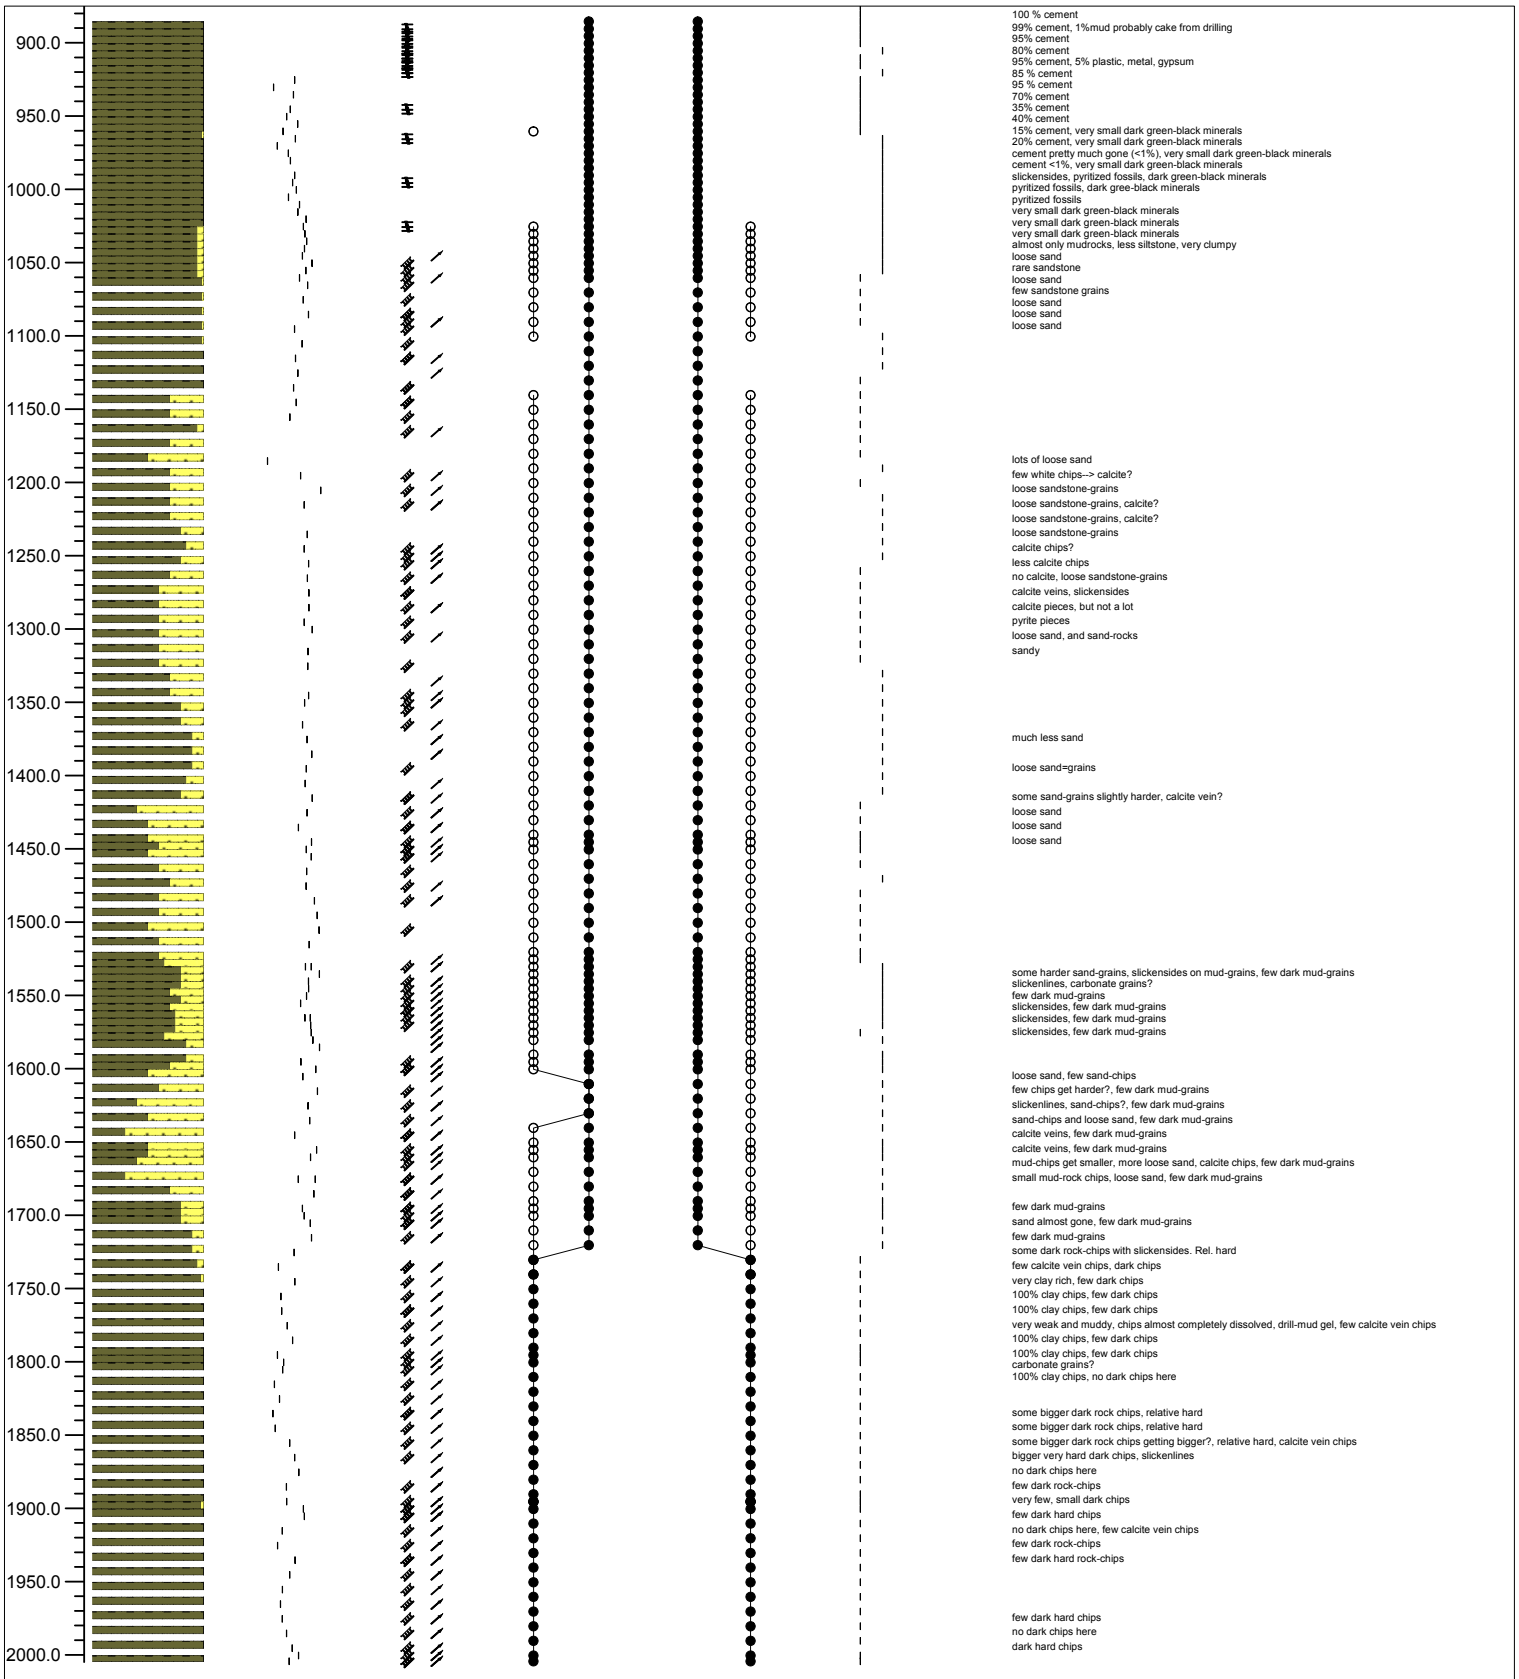 100 % cement
99% cement, 1%mud probably cake from drilling
900.0
95% cement
80% cement
95% cement, 5% plastic, metal, gypsum
85 % cement
95 % cement
70% cement
35% cement
950.0
40% cement
15% cement, very small dark green-black minerals
20% cement, very small dark green-black minerals
cement pretty much gone (<1%), very small dark green-black minerals
cement <1%, very small dark green-black minerals
slickensides, pyritized fossils, dark green-black minerals
1000.0
pyritized fossils, dark gree-black minerals
pyritized fossils
very small dark green-black minerals
very small dark green-black minerals
very small dark green-black minerals
almost only mudrocks, less siltstone, very clumpy
loose sand
1050.0
rare sandstone
loose sand
few sandstone grains
loose sand
loose sand
loose sand
1100.0
1150.0
lots of loose sand
few white chips--> calcite?
1200.0
loose sandstone-grains
loose sandstone-grains, calcite?
loose sandstone-grains, calcite?
loose sandstone-grains
calcite chips?
1250.0
less calcite chips
no calcite, loose sandstone-grains
calcite veins, slickensides
calcite pieces, but not a lot
pyrite pieces
1300.0
loose sand, and sand-rocks
sandy
1350.0
much less sand
loose sand=grains
1400.0
some sand-grains slightly harder, calcite vein?
loose sand
loose sand
loose sand
1450.0
1500.0
some harder sand-grains, slickensides on mud-grains, few dark mud-grains
slickenlines, carbonate grains?
1550.0
few dark mud-grains
slickensides, few dark mud-grains
slickensides, few dark mud-grains
slickensides, few dark mud-grains
1600.0
loose sand, few sand-chips
few chips get harder?, few dark mud-grains
slickenlines, sand-chips?, few dark mud-grains
sand-chips and loose sand, few dark mud-grains
calcite veins, few dark mud-grains
1650.0
calcite veins, few dark mud-grains
mud-chips get smaller, more loose sand, calcite chips, few dark mud-grains
small mud-rock chips, loose sand, few dark mud-grains
few dark mud-grains
1700.0
sand almost gone, few dark mud-grains
few dark mud-grains
some dark rock-chips with slickensides. Rel. hard
few calcite vein chips, dark chips
very clay rich, few dark chips
1750.0
100% clay chips, few dark chips
100% clay chips, few dark chips
very weak and muddy, chips almost completely dissolved, drill-mud gel, few calcite vein chips
100% clay chips, few dark chips
100% clay chips, few dark chips
1800.0
carbonate grains?
100% clay chips, no dark chips here
some bigger dark rock chips, relative hard
some bigger dark rock chips, relative hard
1850.0
some bigger dark rock chips getting bigger?, relative hard, calcite vein chips
bigger very hard dark chips, slickenlines
no dark chips here
few dark rock-chips
very few, small dark chips
1900.0
few dark hard chips
no dark chips here, few calcite vein chips
few dark rock-chips
few dark hard rock-chips
1950.0
few dark hard chips
no dark chips here
dark hard chips
2000.0